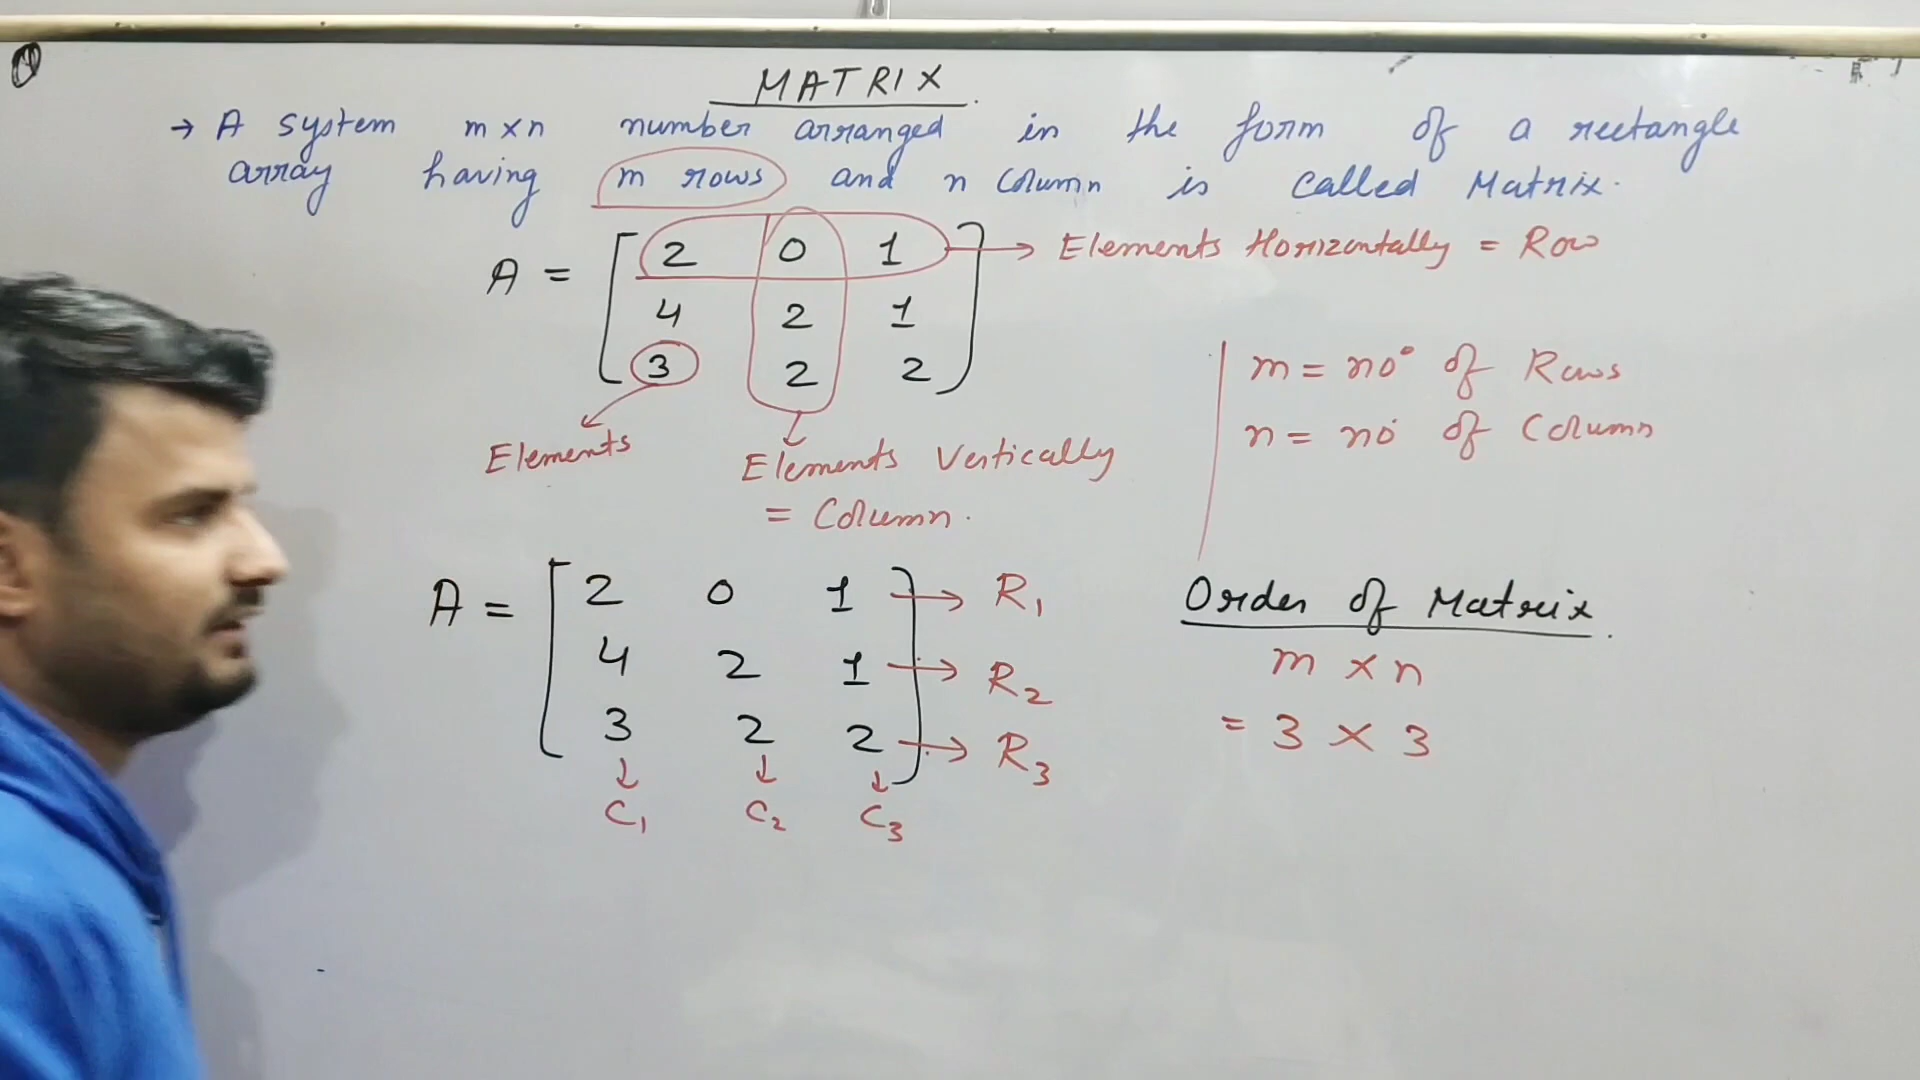 MATRIX
→ A system m×n number arranged in the form of a rectangle
array having m rows and n Column is called Matrix.
A = [ 2 0 1 ] → Elements Horizontally = Row
4 2 1
3 2 2
m = no° of Rows
n = no of Column
Elements
Elements Vertically
= Column.
A = [ 2 0 1 ] → R₁
4 2 1 → R₂
3 2 2 → R₃
↓ ↓ ↓
C₁ C₂ C₃
Order of Matrix.
m × n
= 3 × 3